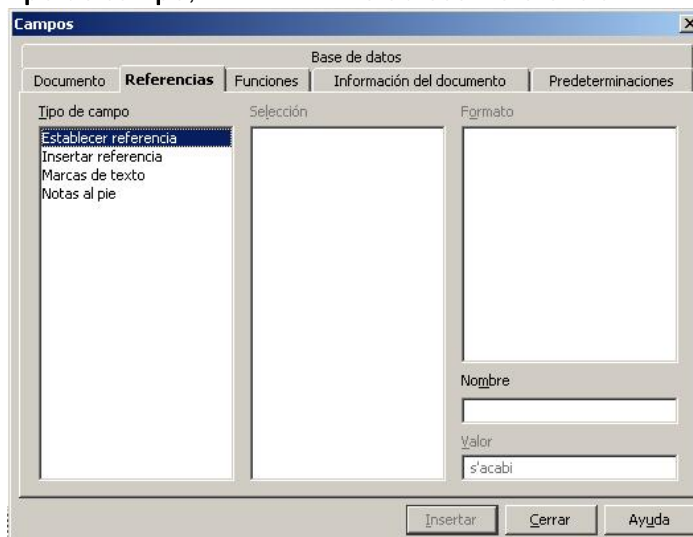 Campos
Base de datos
Documento Referencias Funciones Información del documento Predeterminaciones
Tipo de campo Selección Formato
Establecer referencia
Insertar referencia
Marcas de texto
Notas al pie
Nombre
Valor
s'acabi
Insertar Cerrar Ayuda